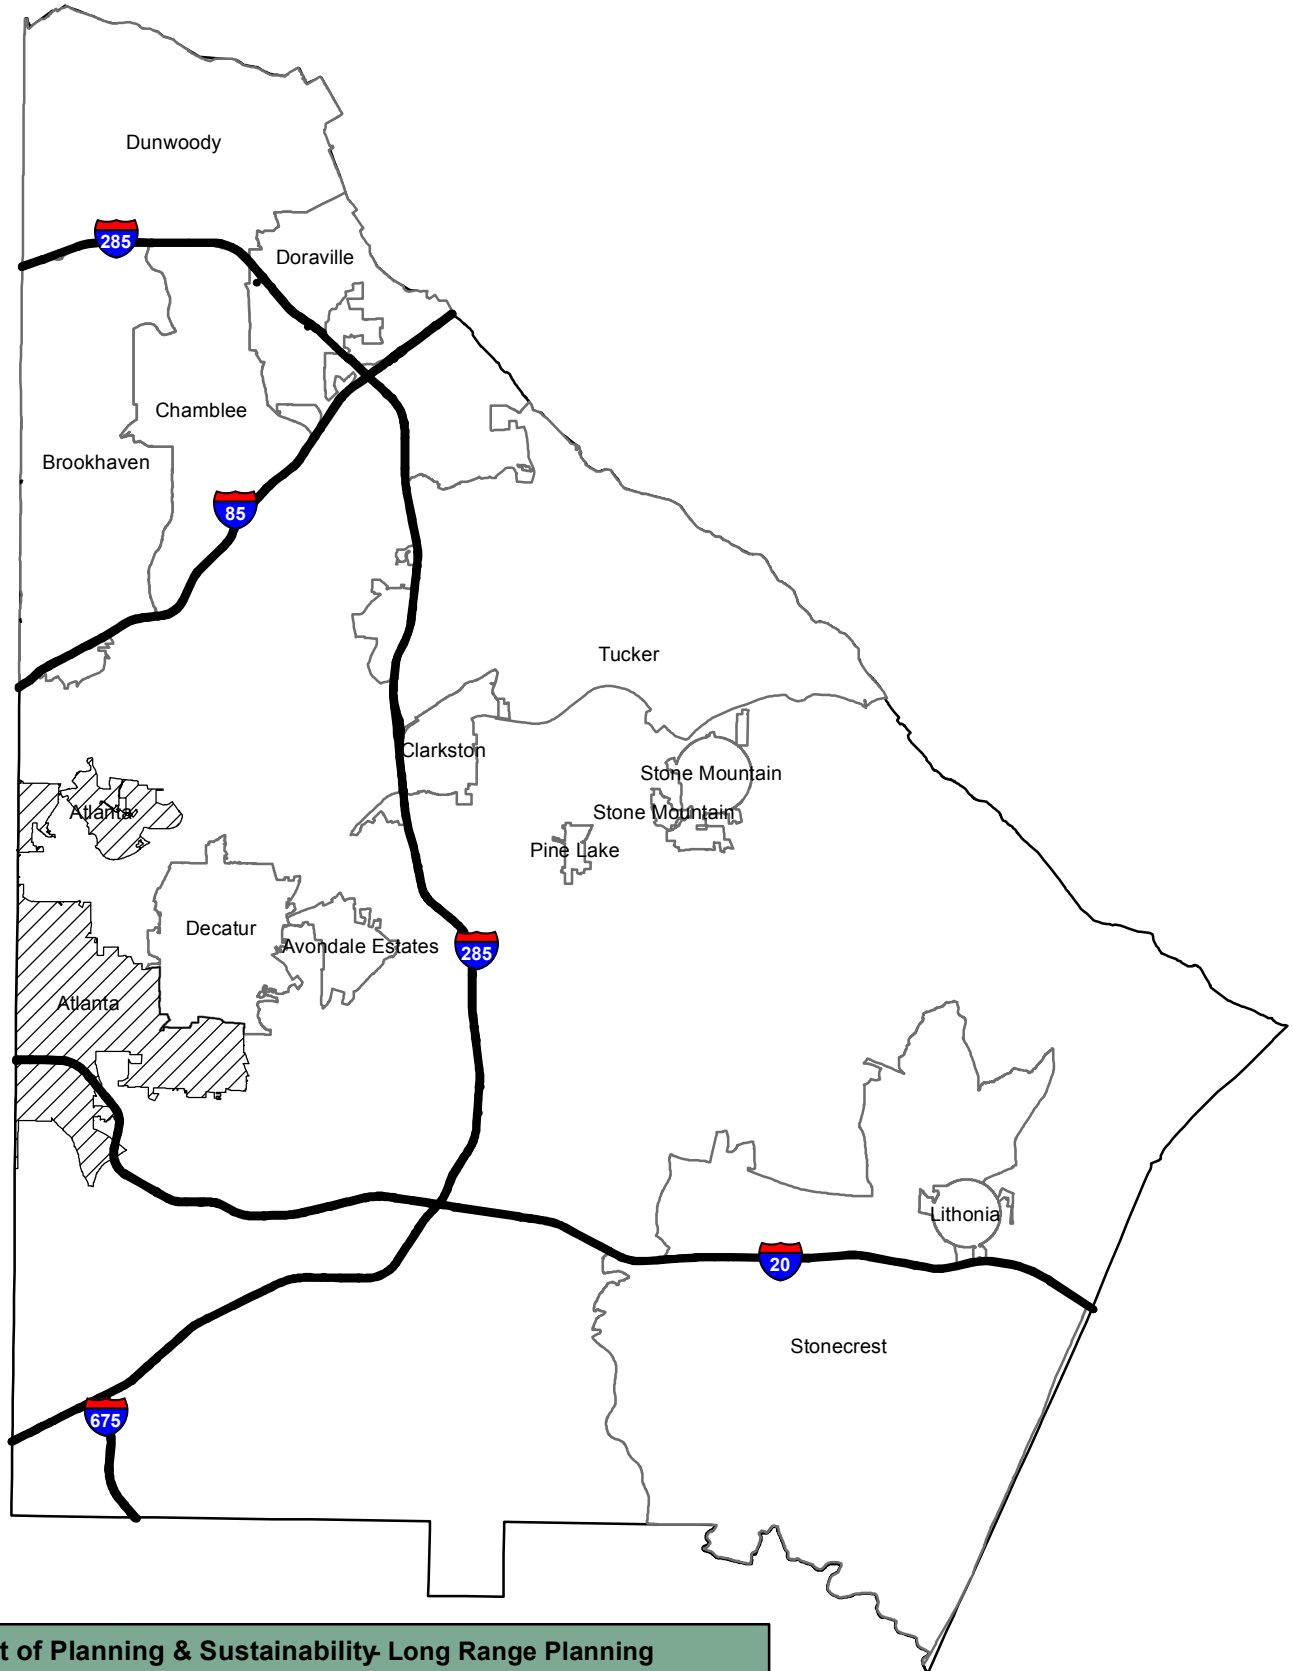 Dunwoody
285
Doraville
Chamblee
Brookhaven
85
Tucker
Clarkston
Stone Mountain
Atlanta
Stone Mountain
Pine Lake
Decatur
Avondale Estates
285
Atlanta
Lithonia
20
Stonecrest
675
t of Planning & Sustainability- Long Range Planning